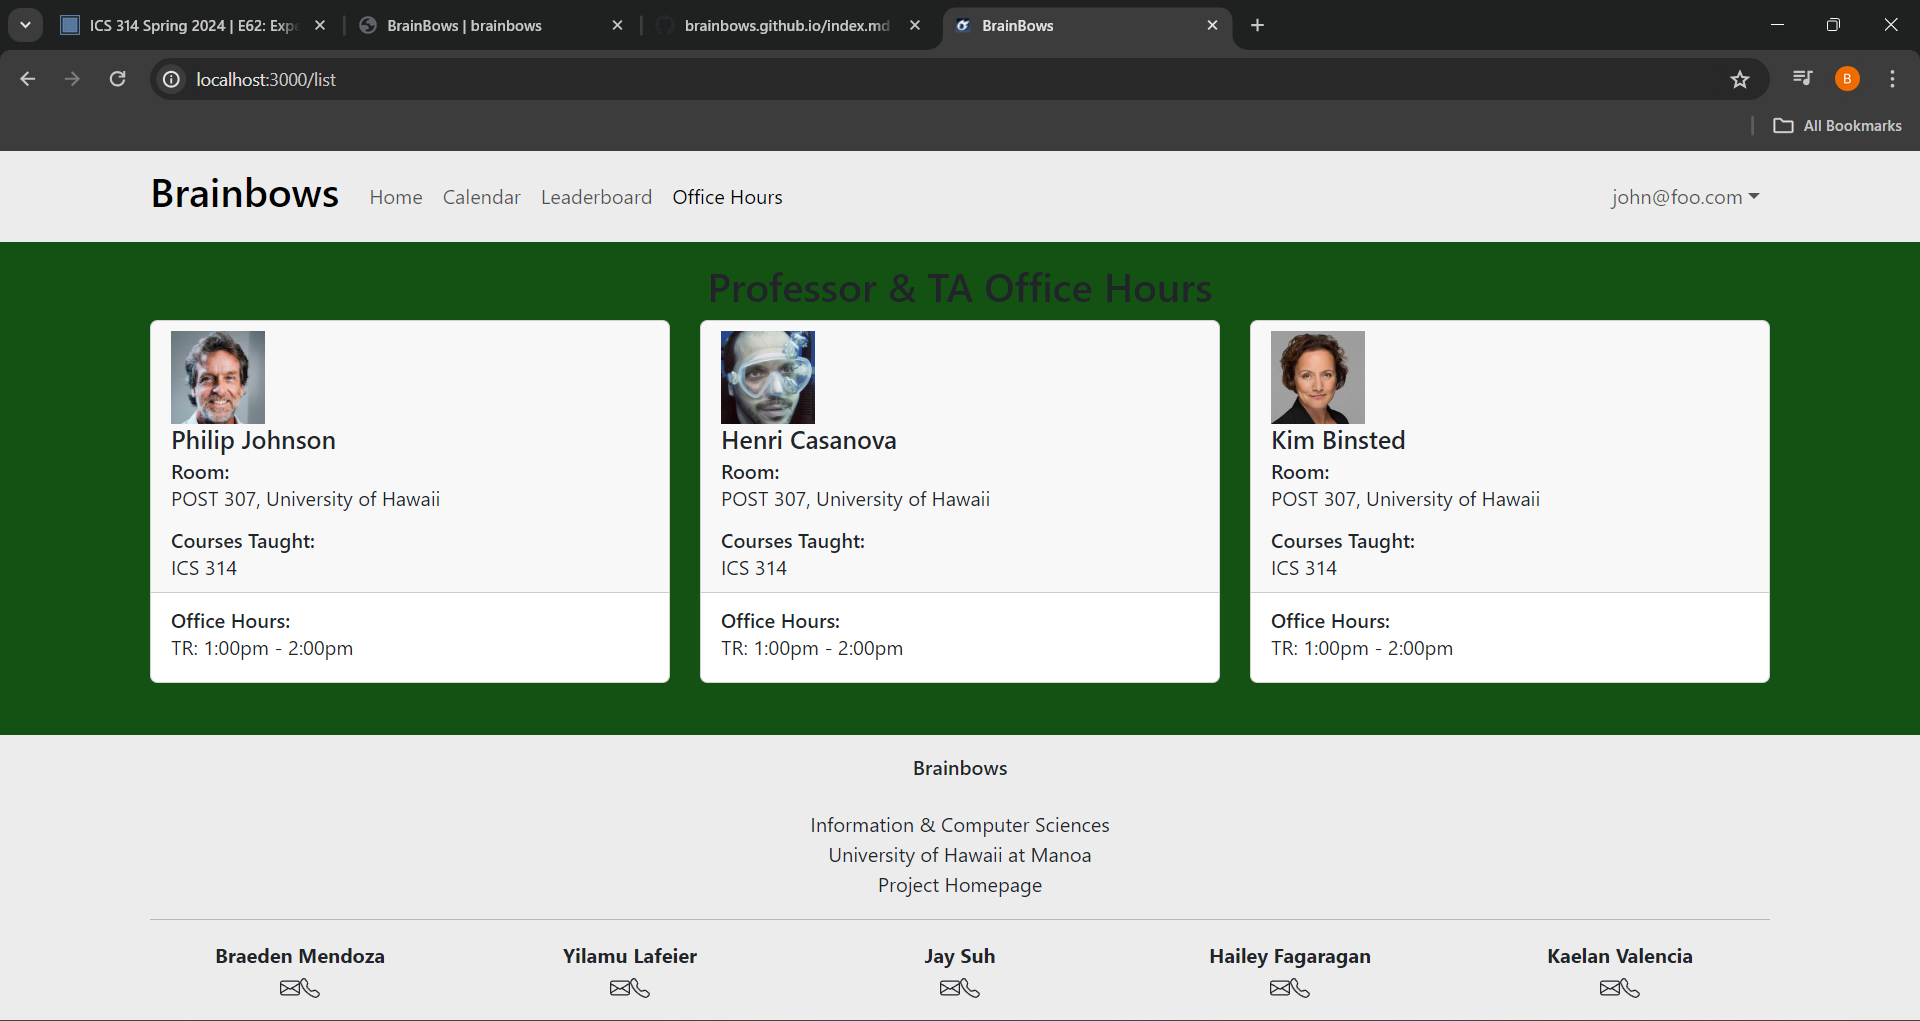 ICS 314 Spring 2024 | E62: Expe
BrainBows | brainbows
brainbows.github.io/index.md
BrainBows
localhost:3000/list
B
All Bookmarks
Brainbows
Home
Calendar
Leaderboard
Office Hours
john@foo.com
Professor & TA Office Hours
Philip Johnson
Room:
POST 307, University of Hawaii
Courses Taught:
ICS 314
Office Hours:
TR: 1:00pm - 2:00pm
Henri Casanova
Room:
POST 307, University of Hawaii
Courses Taught:
ICS 314
Office Hours:
TR: 1:00pm - 2:00pm
Kim Binsted
Room:
POST 307, University of Hawaii
Courses Taught:
ICS 314
Office Hours:
TR: 1:00pm - 2:00pm
Brainbows
Information & Computer Sciences
University of Hawaii at Manoa
Project Homepage
Braeden Mendoza
Yilamu Lafeier
Jay Suh
Hailey Fagaragan
Kaelan Valencia